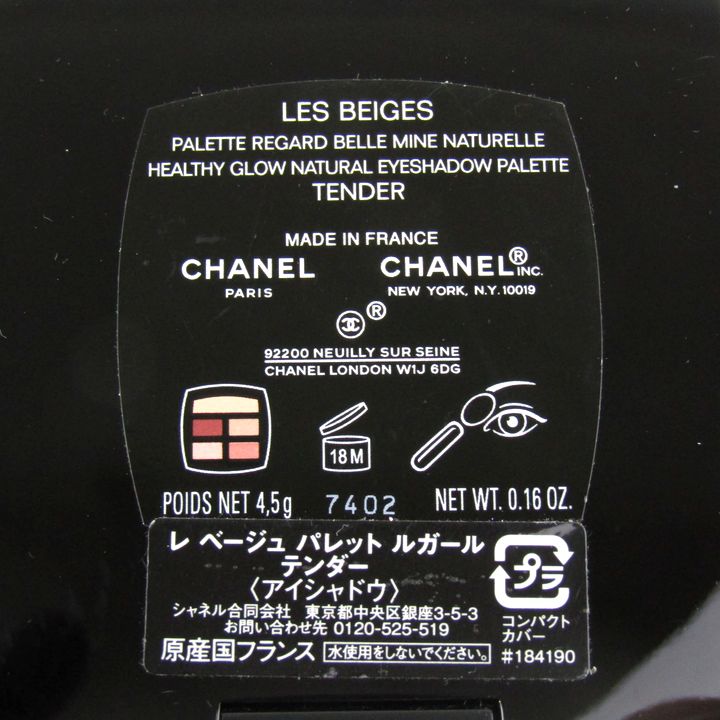 LES BEIGES
PALETTE REGARD BELLE MINE NATURELLE
HEALTHY GLOW NATURAL EYESHADOW PALETTE
TENDER
MADE IN FRANCE
CHANEL CHANEL® INC.
PARIS NEW YORK, N.Y. 10019
®
92200 NEUILLY SUR SEINE
CHANEL LONDON W1J 6DG
18 M
POIDS NET 4,5g 7402 NET WT. 0.16 OZ.
レ ベージュ パレット ルガール
テンダー
〈アイシャドウ〉
シャネル合同会社 東京都中央区銀座3-5-3
お問い合わせ先 0120-525-519
原産国フランス 水使用をしないでください。
プラ
コンパクト
カバー
#184190